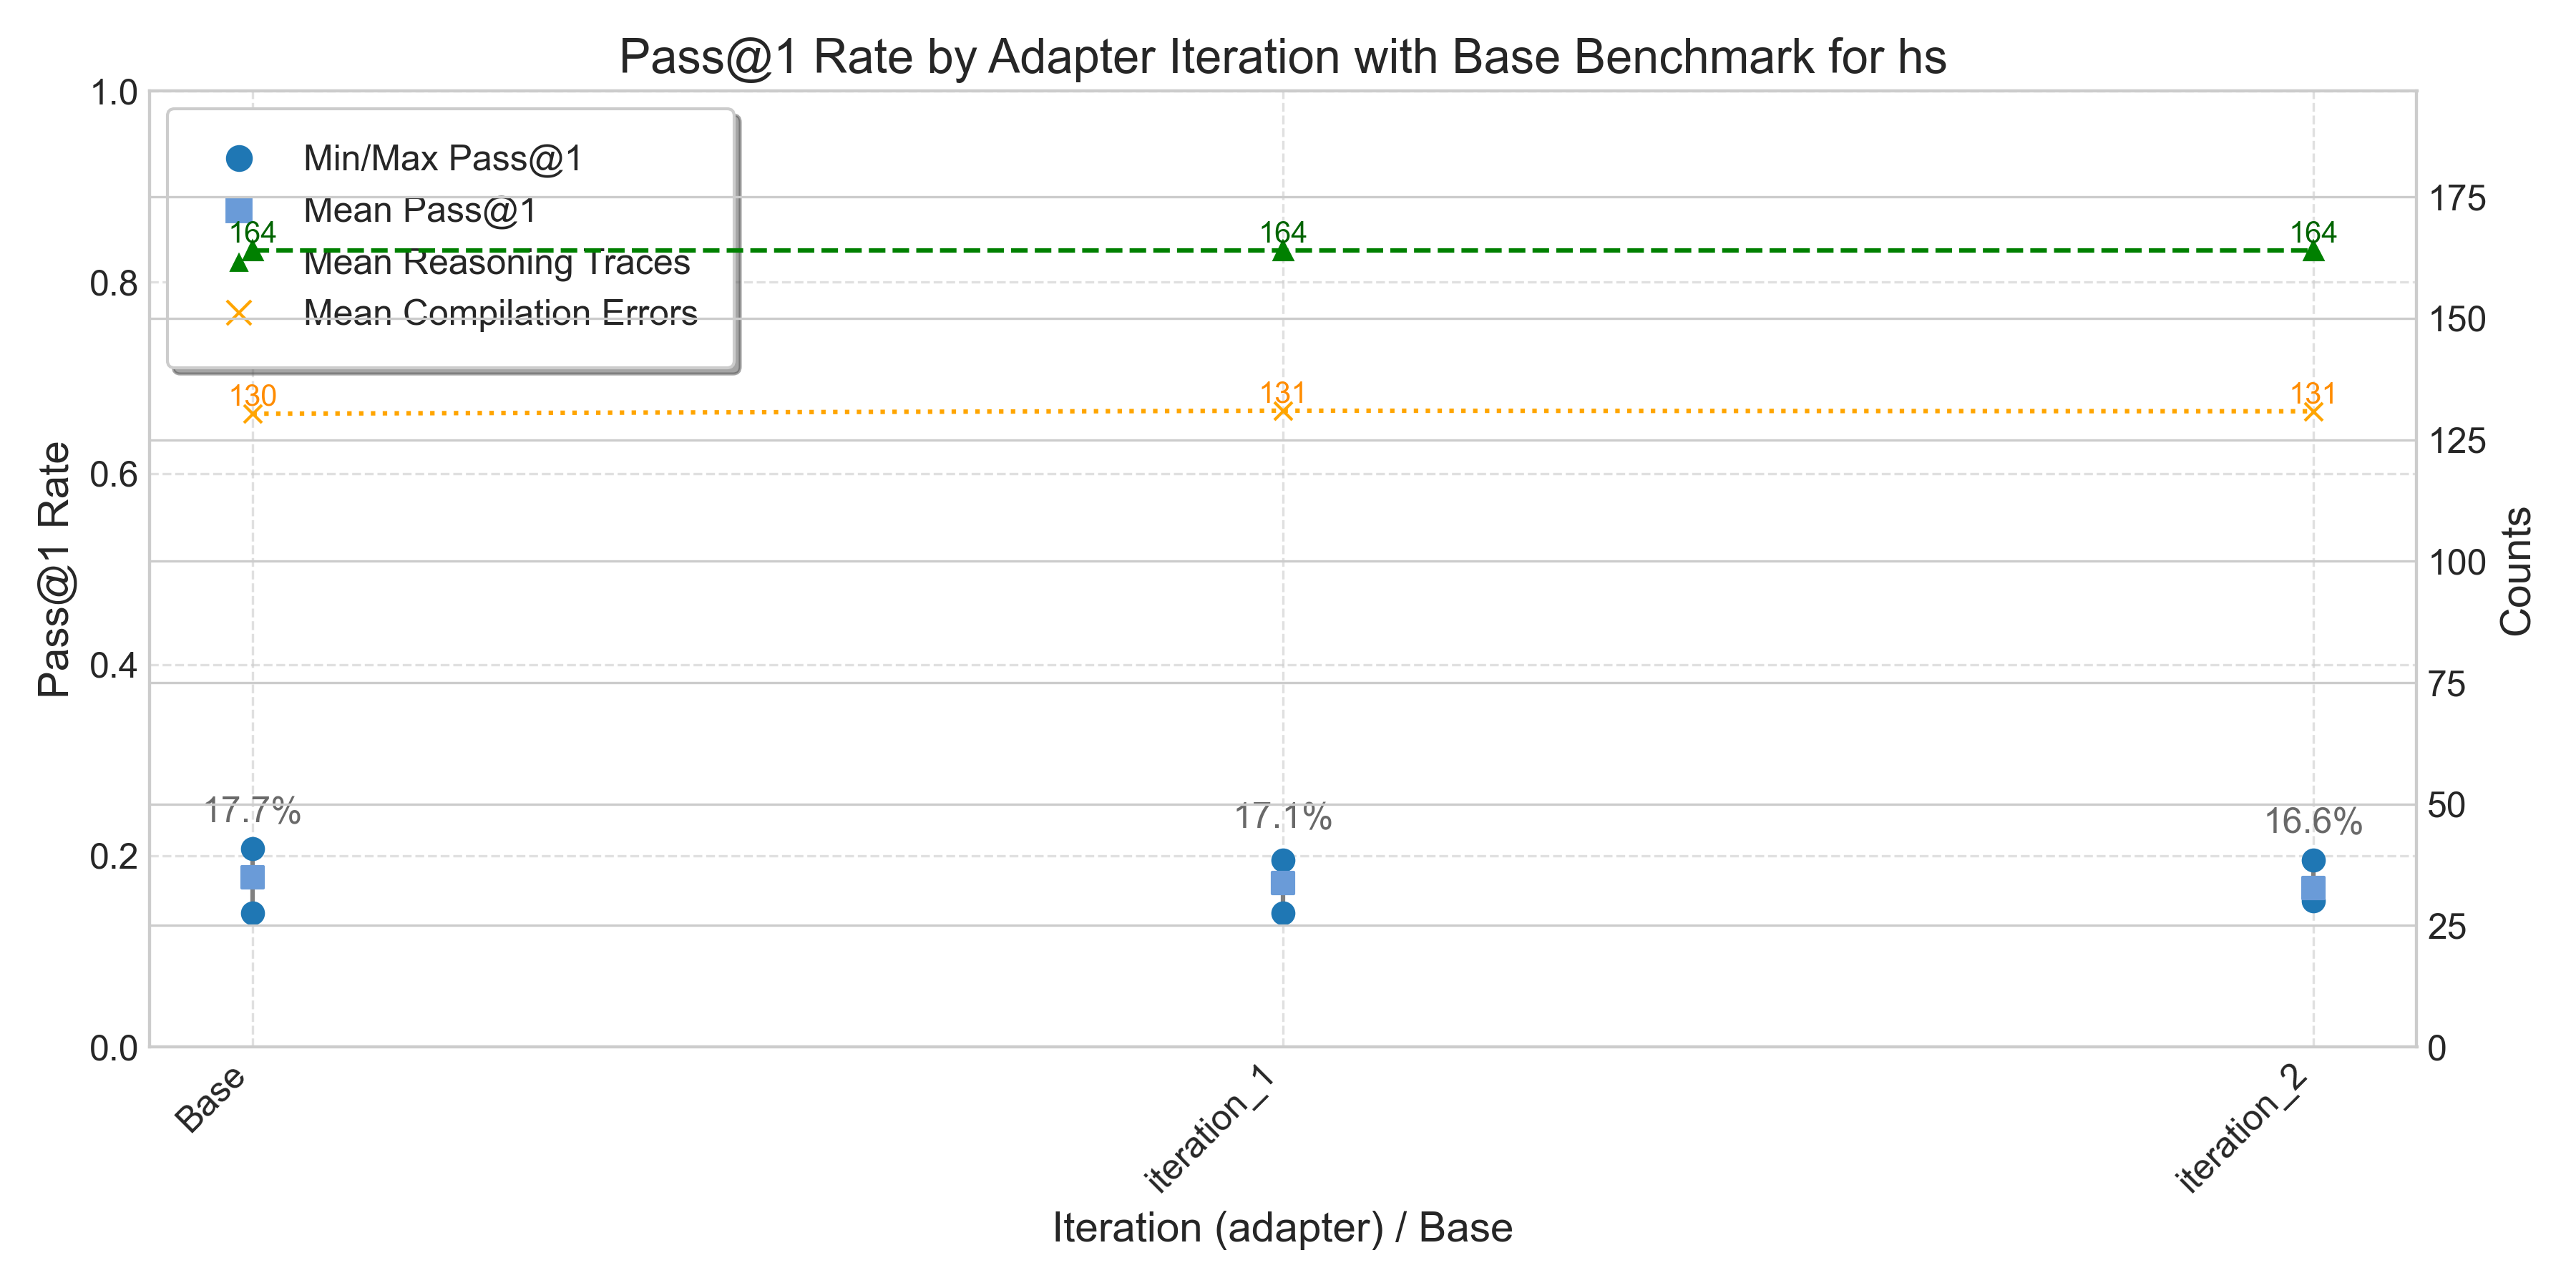 Pass@1 Rate by Adapter Iteration with Base Benchmark for hs
Min/Max Pass@1
Mean Pass@1
Mean Reasoning Traces
Mean Compilation Errors
1.0
0.8
0.6
0.4
0.2
0.0
Pass@1 Rate
164
164
164
130
131
131
17.7%
17.1%
16.6%
175
150
125
100
75
50
25
0
Counts
Base
iteration_1
iteration_2
Iteration (adapter) / Base